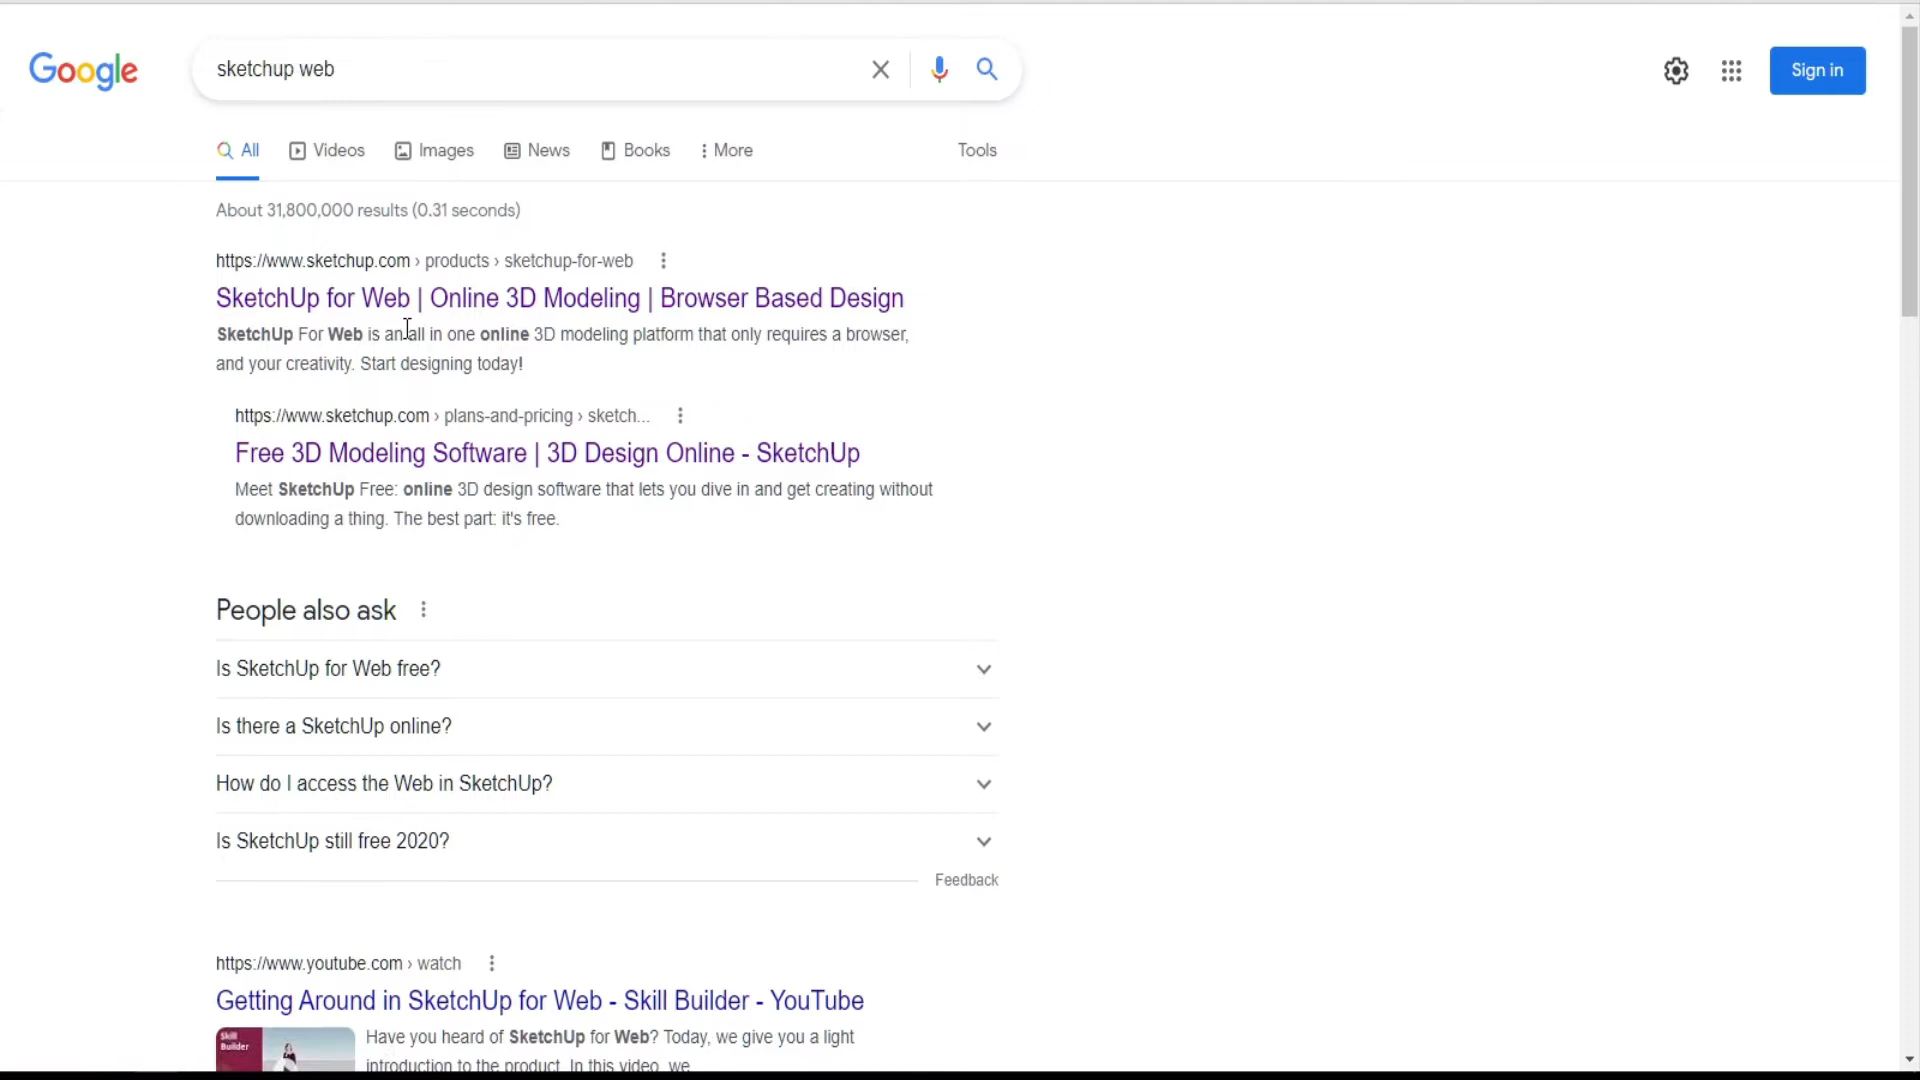 Google
sketchup web
Sign in
All Videos Images News Books More Tools
About 31,800,000 results (0.31 seconds)
https://www.sketchup.com › products › sketchup-for-web
SketchUp for Web | Online 3D Modeling | Browser Based Design
SketchUp For Web is an all in one online 3D modeling platform that only requires a browser,
and your creativity. Start designing today!
https://www.sketchup.com › plans-and-pricing › sketch...
Free 3D Modeling Software | 3D Design Online - SketchUp
Meet SketchUp Free: online 3D design software that lets you dive in and get creating without
downloading a thing. The best part: it's free.
People also ask
Is SketchUp for Web free?
Is there a SketchUp online?
How do I access the Web in SketchUp?
Is SketchUp still free 2020?
Feedback
https://www.youtube.com › watch
Getting Around in SketchUp for Web - Skill Builder - YouTube
Skill
Builder
Have you heard of SketchUp for Web? Today, we give you a light
introduction to the product. In this video, we